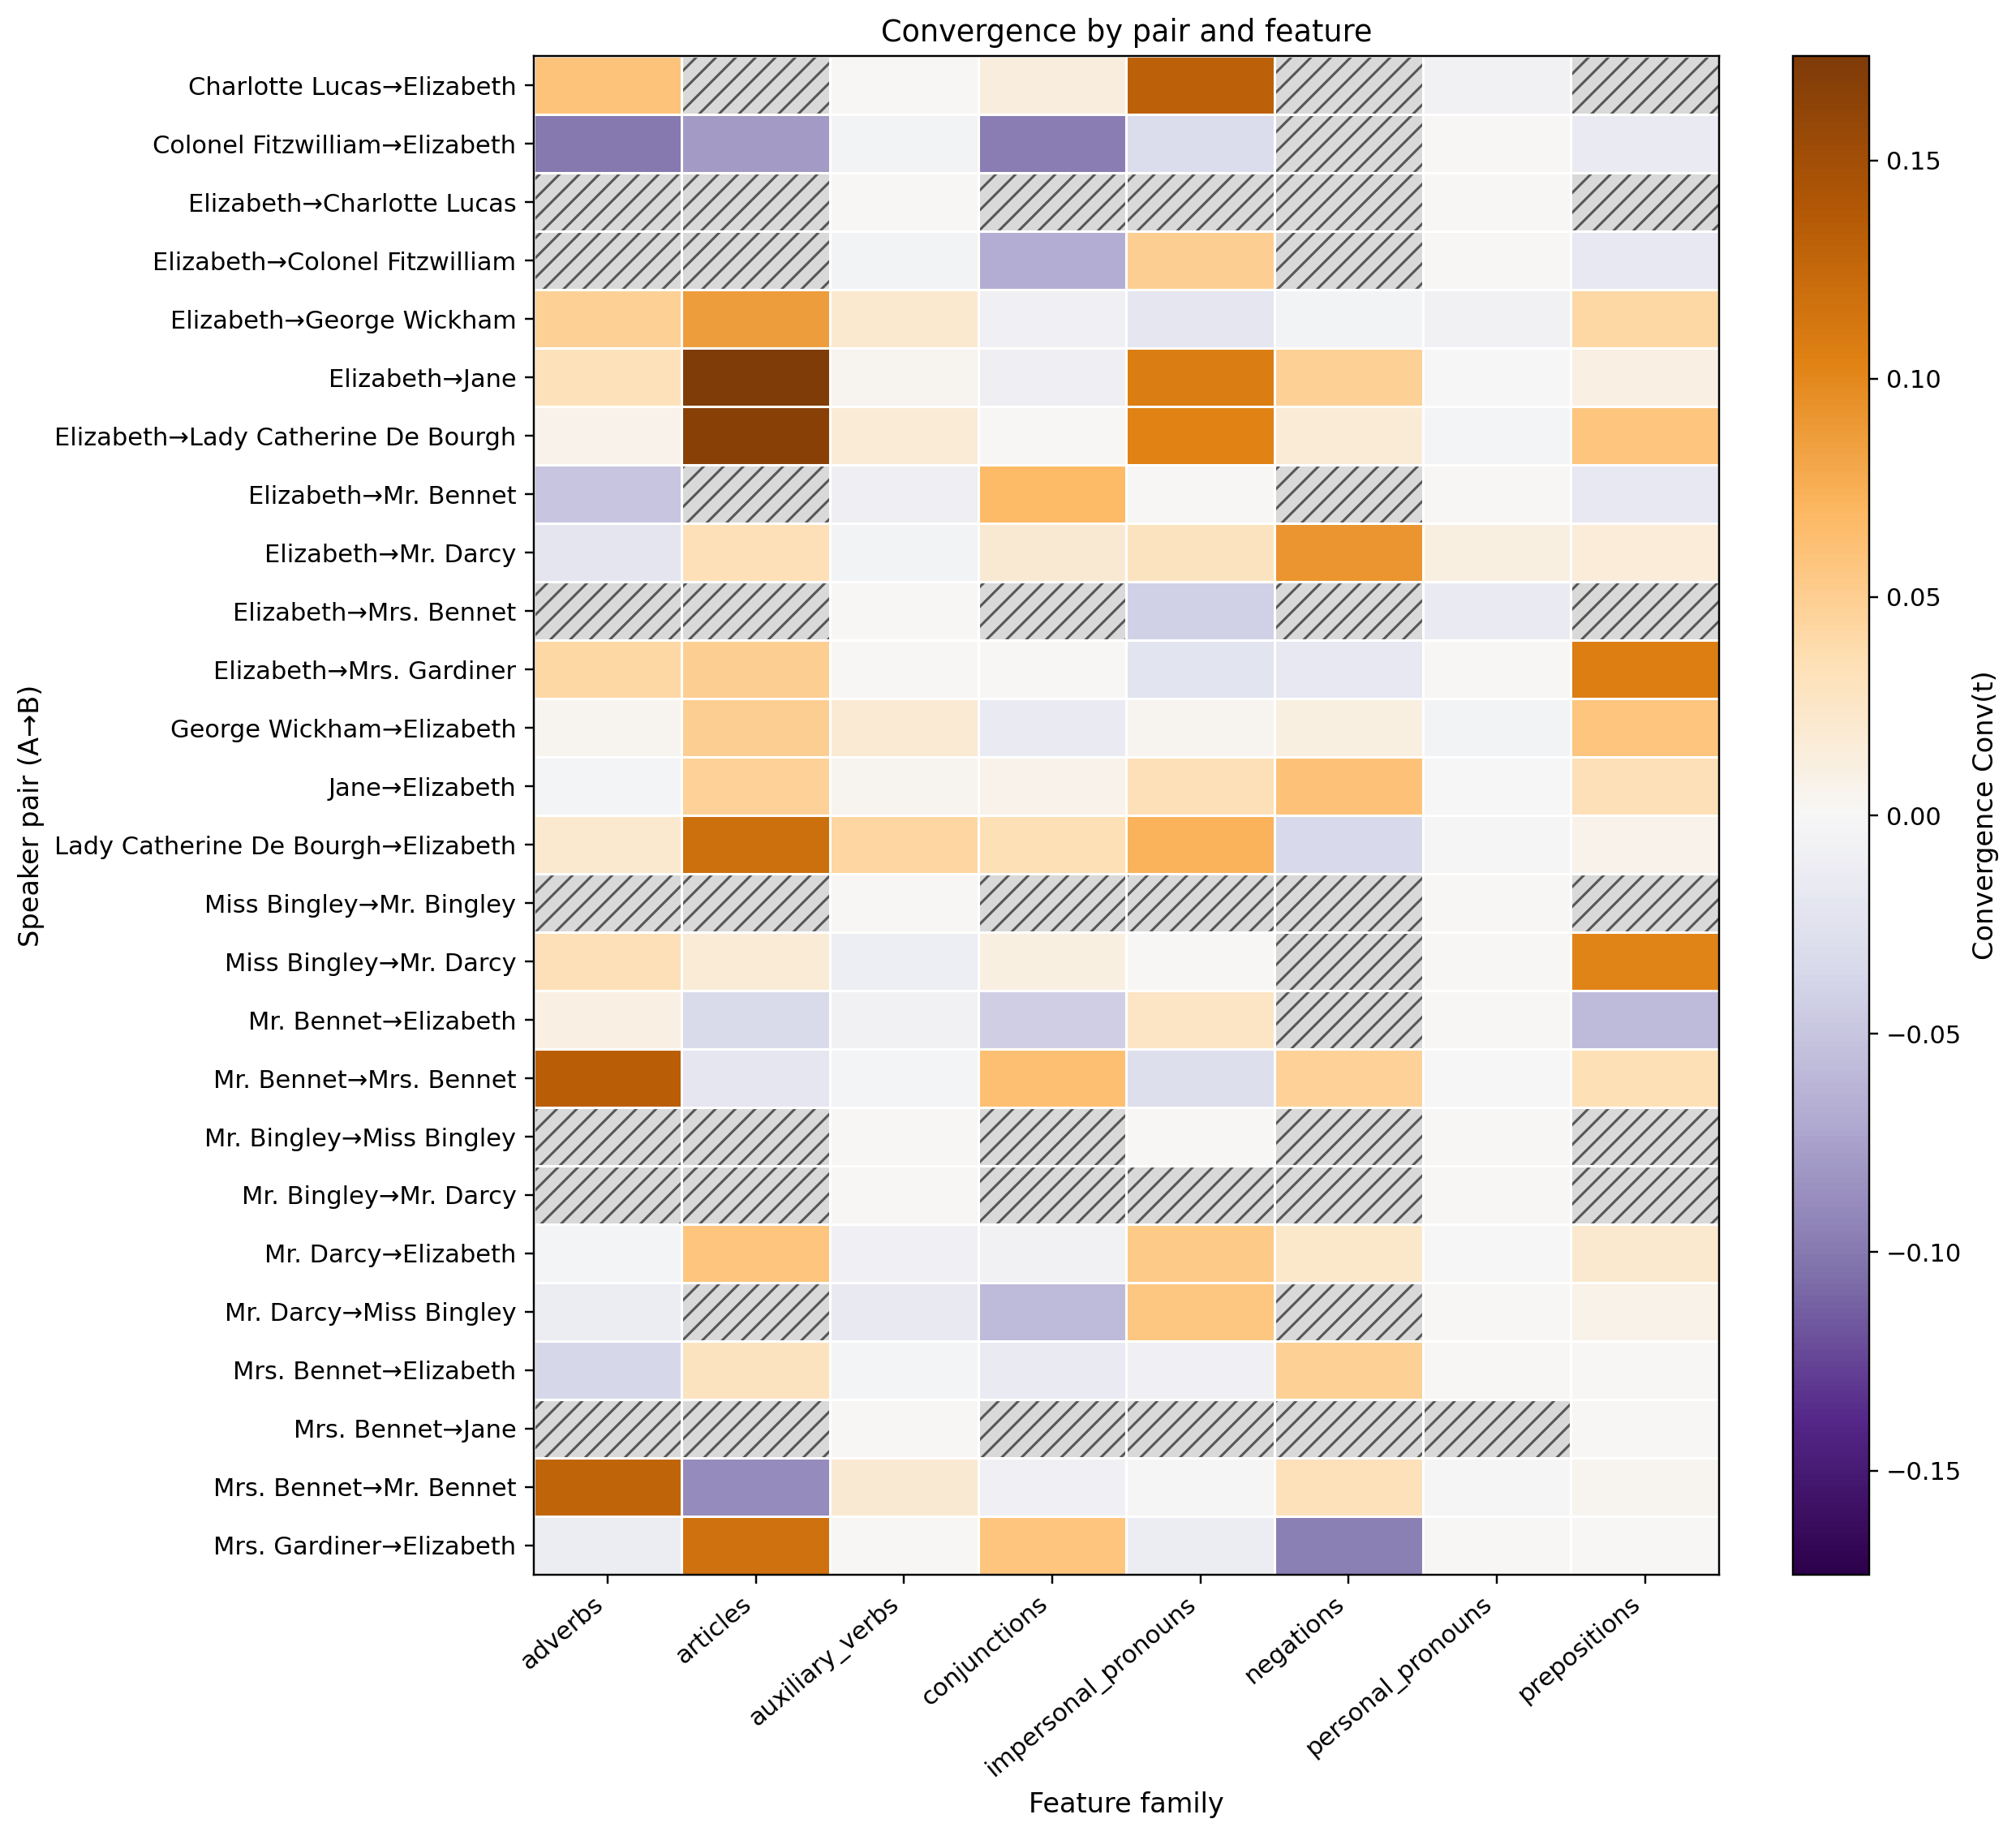 Convergence by pair and feature
Charlotte Lucas→Elizabeth
Colonel Fitzwilliam→Elizabeth
Elizabeth→Charlotte Lucas
Elizabeth→Colonel Fitzwilliam
Elizabeth→George Wickham
Elizabeth→Jane
Elizabeth→Lady Catherine De Bourgh
Elizabeth→Mr. Bennet
Elizabeth→Mr. Darcy
Elizabeth→Mrs. Bennet
Elizabeth→Mrs. Gardiner
George Wickham→Elizabeth
Jane→Elizabeth
Lady Catherine De Bourgh→Elizabeth
Miss Bingley→Mr. Bingley
Miss Bingley→Mr. Darcy
Mr. Bennet→Elizabeth
Mr. Bennet→Mrs. Bennet
Mr. Bingley→Miss Bingley
Mr. Bingley→Mr. Darcy
Mr. Darcy→Elizabeth
Mr. Darcy→Miss Bingley
Mrs. Bennet→Elizabeth
Mrs. Bennet→Jane
Mrs. Bennet→Mr. Bennet
Mrs. Gardiner→Elizabeth
Speaker pair (A→B)
adverbs
articles
auxiliary_verbs
conjunctions
impersonal_pronouns
negations
personal_pronouns
prepositions
Feature family
0.15
0.10
0.05
0.00
−0.05
−0.10
−0.15
Convergence Conv(t)